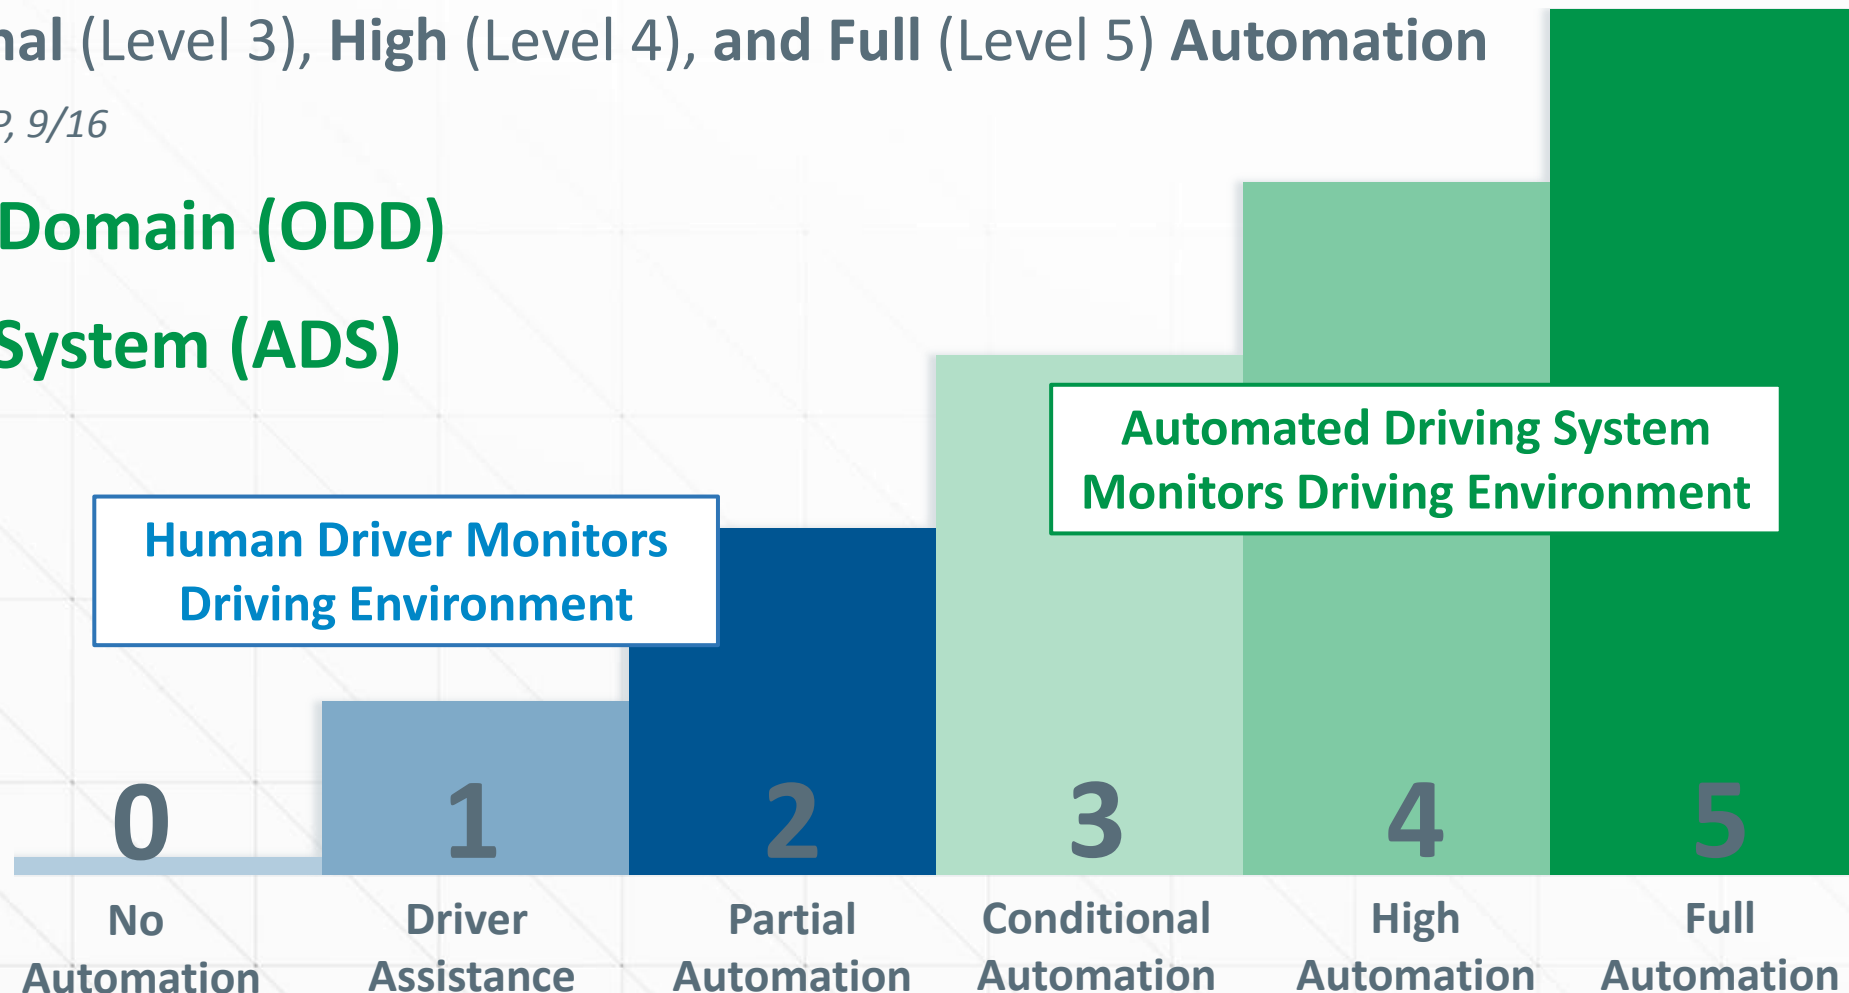 nal (Level 3), High (Level 4), and Full (Level 5) Automation
P, 9/16
Domain (ODD)
System (ADS)
Automated Driving System
Monitors Driving Environment
Human Driver Monitors
Driving Environment
0 1 2 3 4 5
No Driver Partial Conditional High Full
Automation Assistance Automation Automation Automation Automation